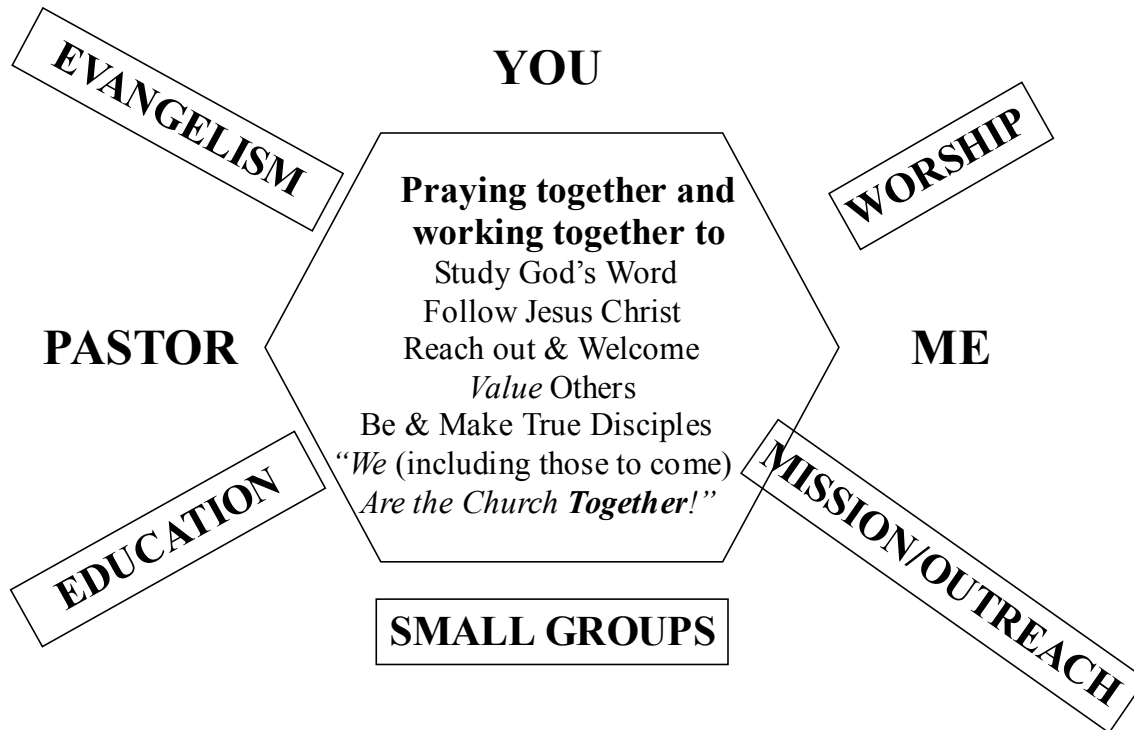 EVANGELISM
YOU
WORSHIP
Praying together and
working together to
Study God’s Word
Follow Jesus Christ
Reach out & Welcome
Value Others
Be & Make True Disciples
“We (including those to come)
Are the Church Together!”
PASTOR
ME
EDUCATION
SMALL GROUPS
MISSION/OUTREACH